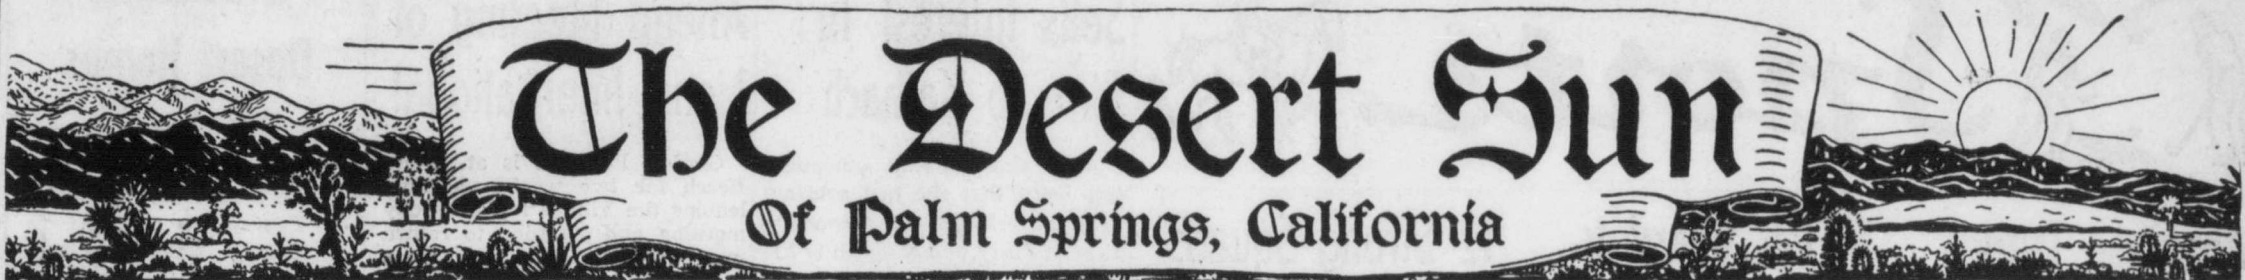 The Desert Sun
Of Palm Springs, California